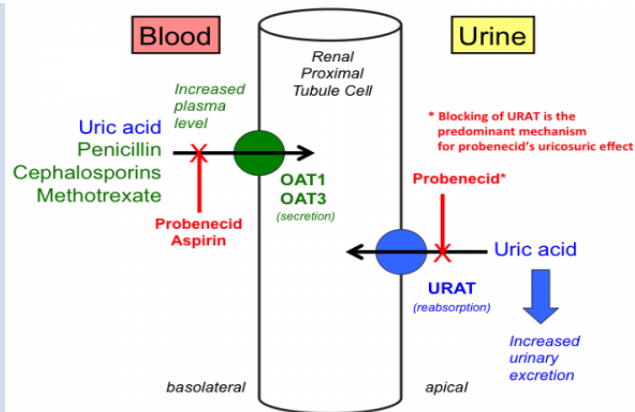 Blood
Urine
Renal
Proximal
Tubule Cell
Increased
plasma
level
Uric acid
Penicillin
Cephalosporins
Methotrexate
Probenecid
Aspirin
OAT1
OAT3
(secretion)
* Blocking of URAT is the
predominant mechanism
for probenecid's uricosuric effect
Probenecid*
Uric acid
URAT
(reabsorption)
Increased
urinary
excretion
basolateral
apical